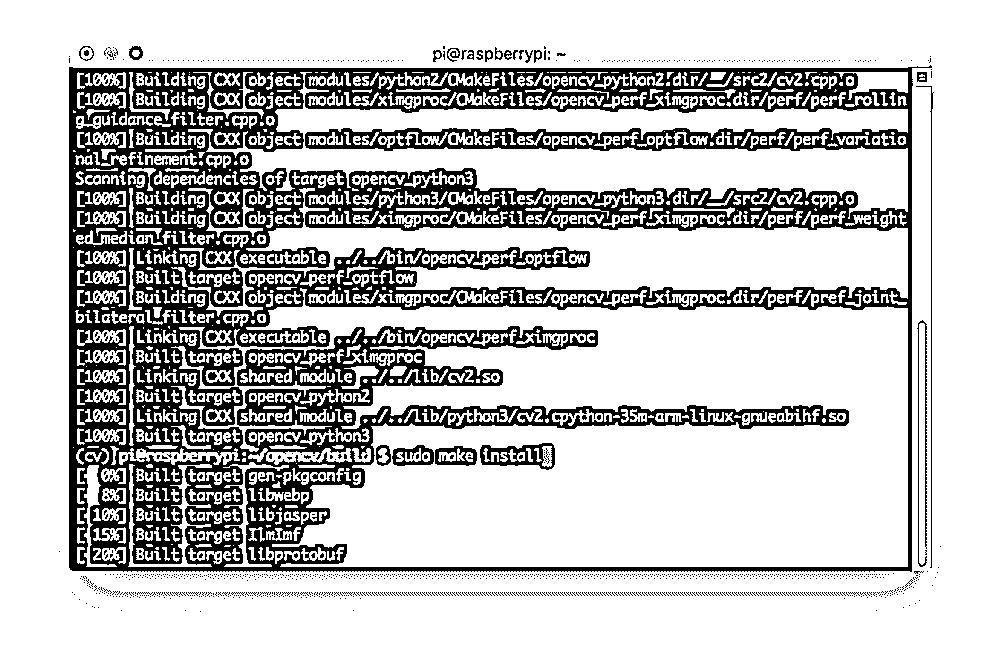 pi@raspberrypi: ~
[100%] Building CXX object modules/python2/CMakeFiles/opencv_python2.dir/__/src2/cv2.cpp.o
[100%] Building CXX object modules/ximgproc/CMakeFiles/opencv_perf_ximgproc.dir/perf/perf_rollin
g_guidance_filter.cpp.o
[100%] Building CXX object modules/optflow/CMakeFiles/opencv_perf_optflow.dir/perf/perf_variatio
nal_refinement.cpp.o
Scanning dependencies of target opencv_python3
[100%] Building CXX object modules/python3/CMakeFiles/opencv_python3.dir/__/src2/cv2.cpp.o
[100%] Building CXX object modules/ximgproc/CMakeFiles/opencv_perf_ximgproc.dir/perf/perf_weight
ed_median_filter.cpp.o
[100%] Linking CXX executable ../../bin/opencv_perf_optflow
[100%] Built target opencv_perf_optflow
[100%] Building CXX object modules/ximgproc/CMakeFiles/opencv_perf_ximgproc.dir/perf/pref_joint_
bilateral_filter.cpp.o
[100%] Linking CXX executable ../../bin/opencv_perf_ximgproc
[100%] Built target opencv_perf_ximgproc
[100%] Linking CXX shared module ../../lib/cv2.so
[100%] Built target opencv_python2
[100%] Linking CXX shared module ../../lib/python3/cv2.cpython-35m-arm-linux-gnueabihf.so
[100%] Built target opencv_python3
(cv) pi@raspberrypi:~/opencv/build $ sudo make install
[  0%] Built target gen-pkgconfig
[  8%] Built target libwebp
[ 10%] Built target libjasper
[ 15%] Built target IlmImf
[ 20%] Built target libprotobuf